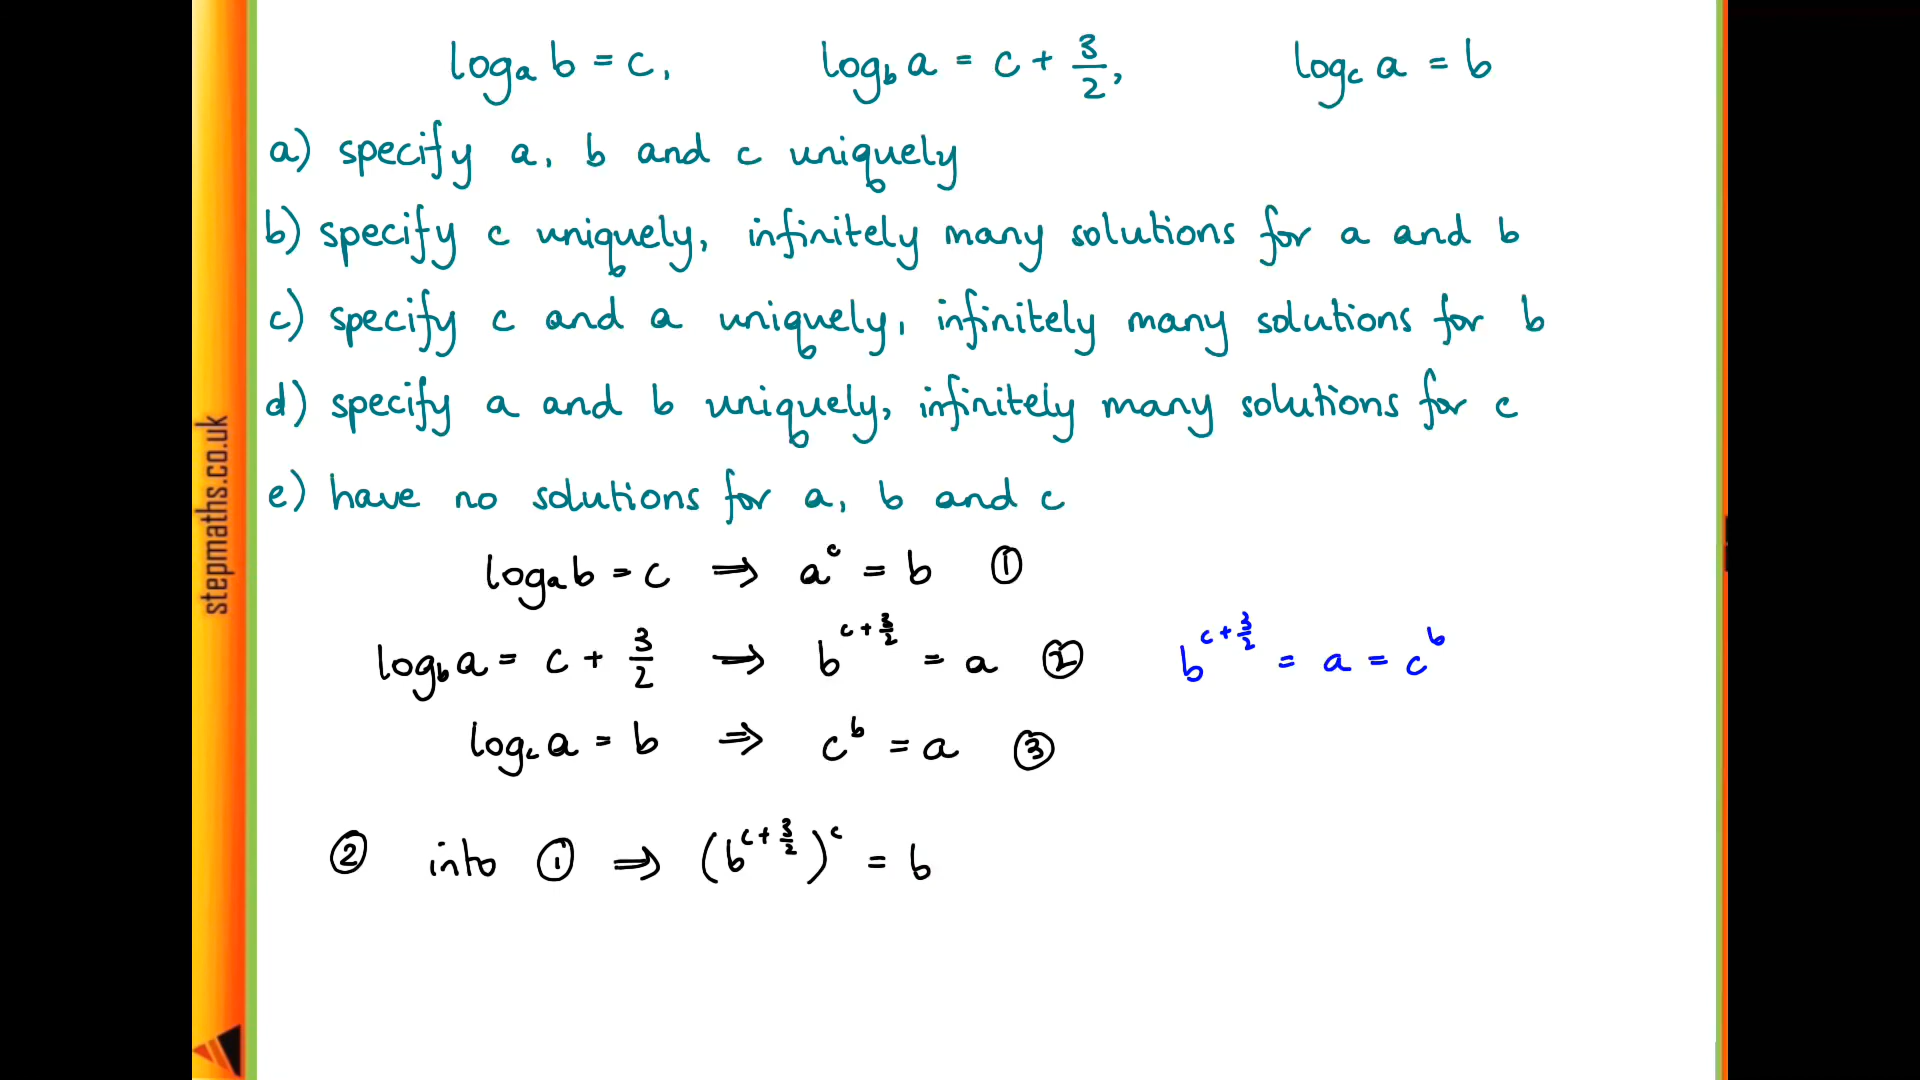 logₐ b = c, log_b a = c + 3/2, log_c a = b
a) specify a, b and c uniquely
b) specify c uniquely, infinitely many solutions for a and b
c) specify c and a uniquely, infinitely many solutions for b
d) specify a and b uniquely, infinitely many solutions for c
e) have no solutions for a, b and c
logₐ b = c ⇒ a^c = b ①
log_b a = c + 3/2 ⇒ b^(c + 3/2) = a ② b^(c + 3/2) = a = c^b
log_c a = b ⇒ c^b = a ③
② into ① ⇒ (b^(c + 3/2))^c = b
stepmaths.co.uk